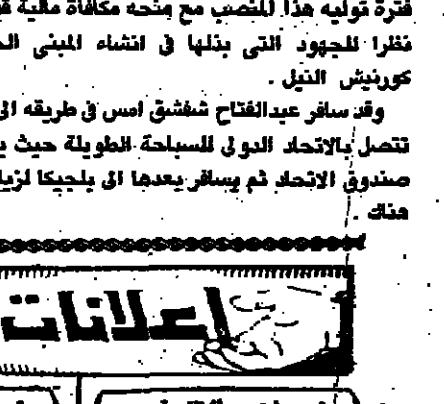 فترة توليه هذا المنصب مع منحه مكافأة مالية
نظرا للجهود التى بذلها فى انشاء المبنى
كورنيش النيل .
وقد سافر عبدالفتاح شفشق امس فى طريقه
تتصل بالاتحاد الدولى للسباحة الطويلة حيث
صندوق الاتحاد ثم يسافر بعدها الى بلجيكا
هناك .
إعلانات